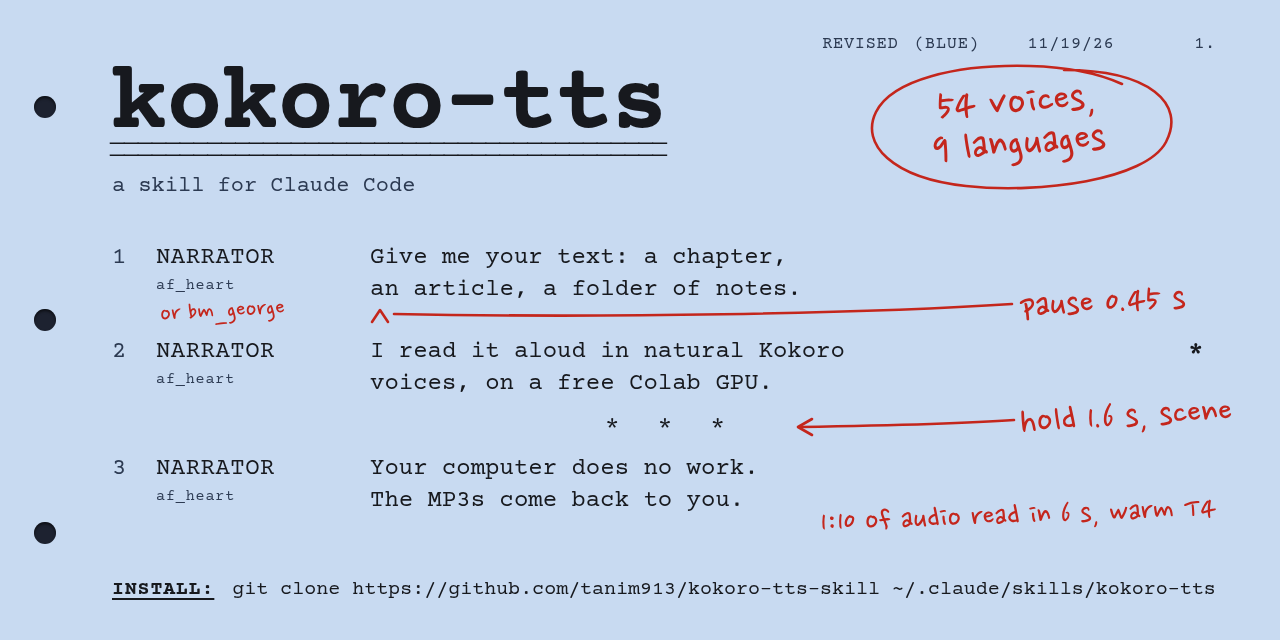 REVISED (BLUE) 11/19/26 1.
kokoro-tts
54 voices,
9 languages
a skill for Claude Code
1 NARRATOR Give me your text: a chapter,
af_heart an article, a folder of notes.
or bm_george
pause 0.45 s
2 NARRATOR I read it aloud in natural Kokoro *
af_heart voices, on a free Colab GPU.
* * *
hold 1.6 s, scene
3 NARRATOR Your computer does no work.
af_heart The MP3s come back to you.
1:10 of audio read in 6 s, warm T4
INSTALL: git clone https://github.com/tanim913/kokoro-tts-skill ~/.claude/skills/kokoro-tts